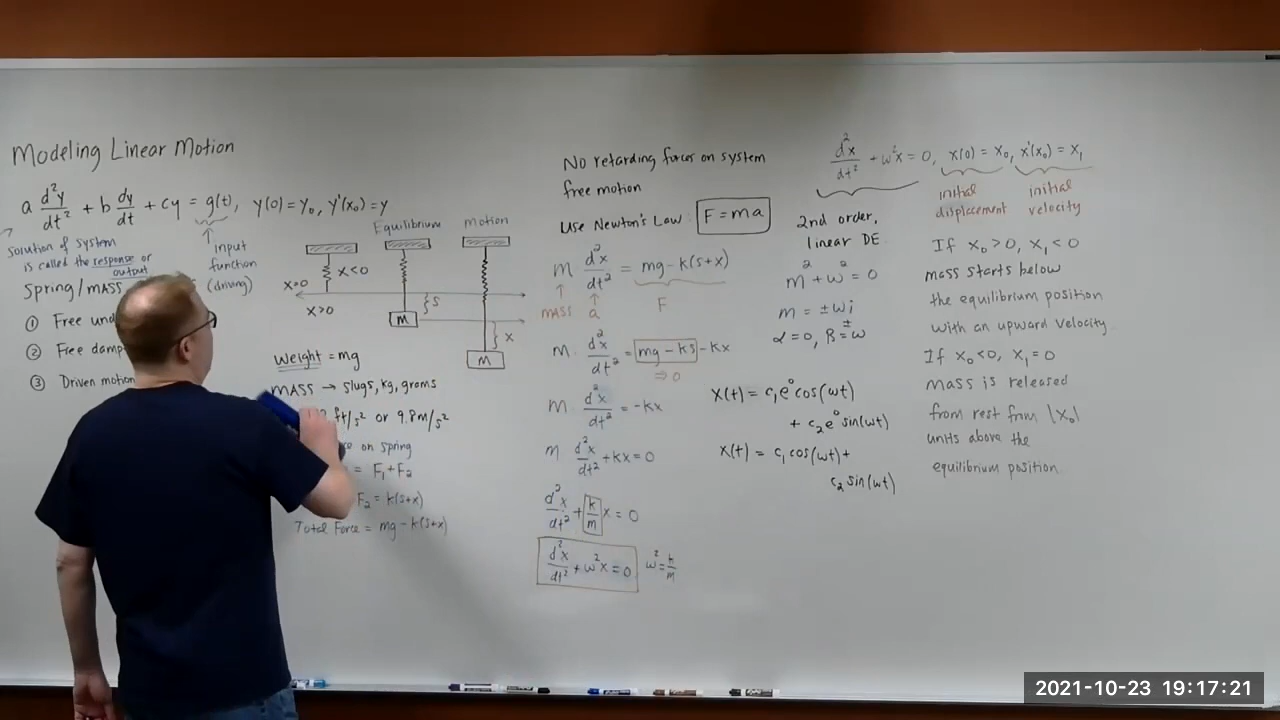 Modeling Linear Motion
a d²y/dt² + b dy/dt + cy = g(t), y(0) = y₀, y'(x₀) = y
solution of system
is called the response or
output
input
function
(driving)
Spring/mass
① Free und
② Free damp
③ Driven motion
Equilibrium
motion
x<0
x>0
x>0
S
M
x
M
Weight = mg
MASS → slugs, kg, grams
ft/s² or 9.8m/s²
on spring
= F₁+F₂
F₂ = k(s+x)
Total Force = mg-k(s+x)
No retarding forces on system
free motion
Use Newton's Law: F=ma
m d²x/dt² = mg-k(s+x)
MASS a F
m. d²x/dt² = mg-ks -kx
⇒0
m d²x/dt² = -kx
m d²x/dt² +kx=0
d²x/dt² + k/m x = 0
d²x/dt² + ω²x = 0 ω² = k/m
d²x/dt² + ω²x = 0, x(0) = x₀, x'(x₀) = x₁
initial
displacement
initial
velocity
2nd order,
linear DE
m² + ω² = 0
m = ±ωi
α=0, β=±ω
x(t) = c₁e⁰cos(ωt)
+ c₂e⁰sin(ωt)
x(t) = c₁cos(ωt)+
c₂sin(ωt)
If x₀>0, x₁<0
mass starts below
the equilibrium position
with an upward velocity.
If x₀<0, x₁=0
mass is released
from rest from |x₀|
units above the
equilibrium position.
2021-10-23 19:17:21